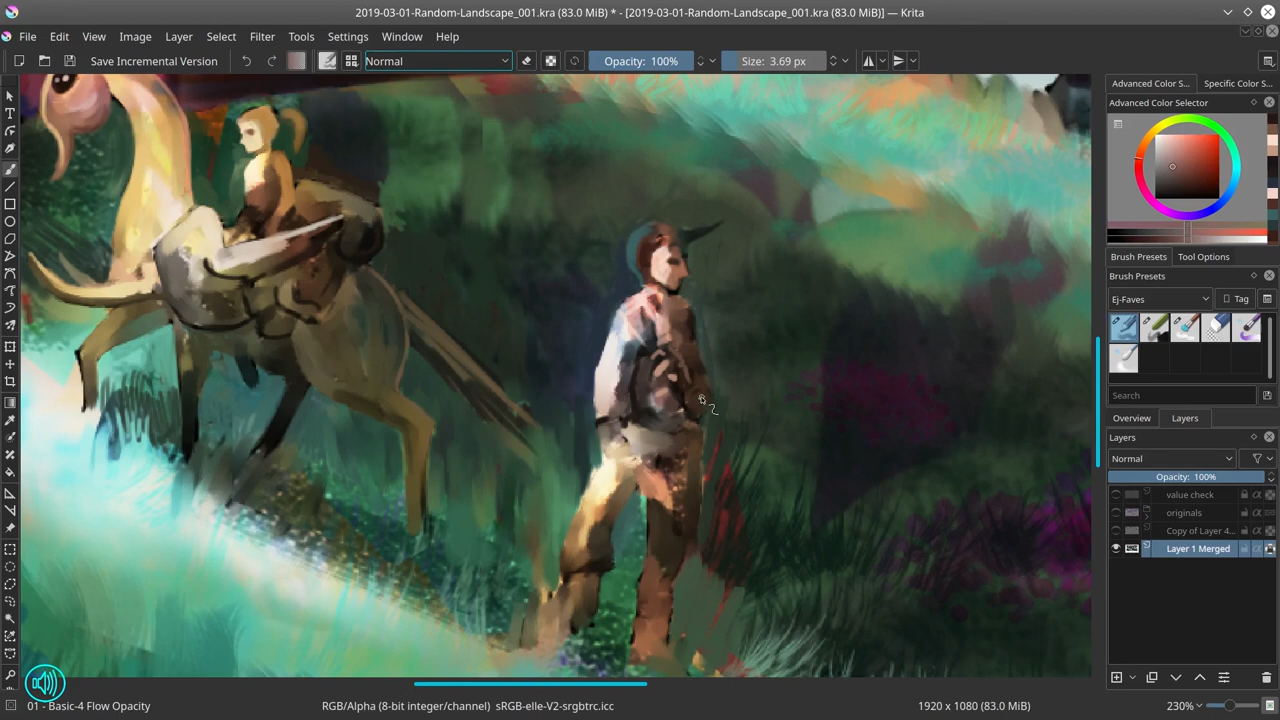 2019-03-01-Random-Landscape_001.kra (83.0 MiB) * - [2019-03-01-Random-Landscape_001.kra (83.0 MiB)] — Krita
File Edit View Image Layer Select Filter Tools Settings Window Help
Save Incremental Version Normal Opacity: 100% Size: 3.69 px
Advanced Color S... Specific Color S...
Advanced Color Selector
Brush Presets Tool Options
Brush Presets
Ej-Faves Tag
Search
Overview Layers
Layers
Normal
Opacity: 100%
value check
originals
Copy of Layer 4...
Layer 1 Merged
01 - Basic-4 Flow Opacity RGB/Alpha (8-bit integer/channel) sRGB-elle-V2-srgbtrc.icc 1920 x 1080 (83.0 MiB) 230%